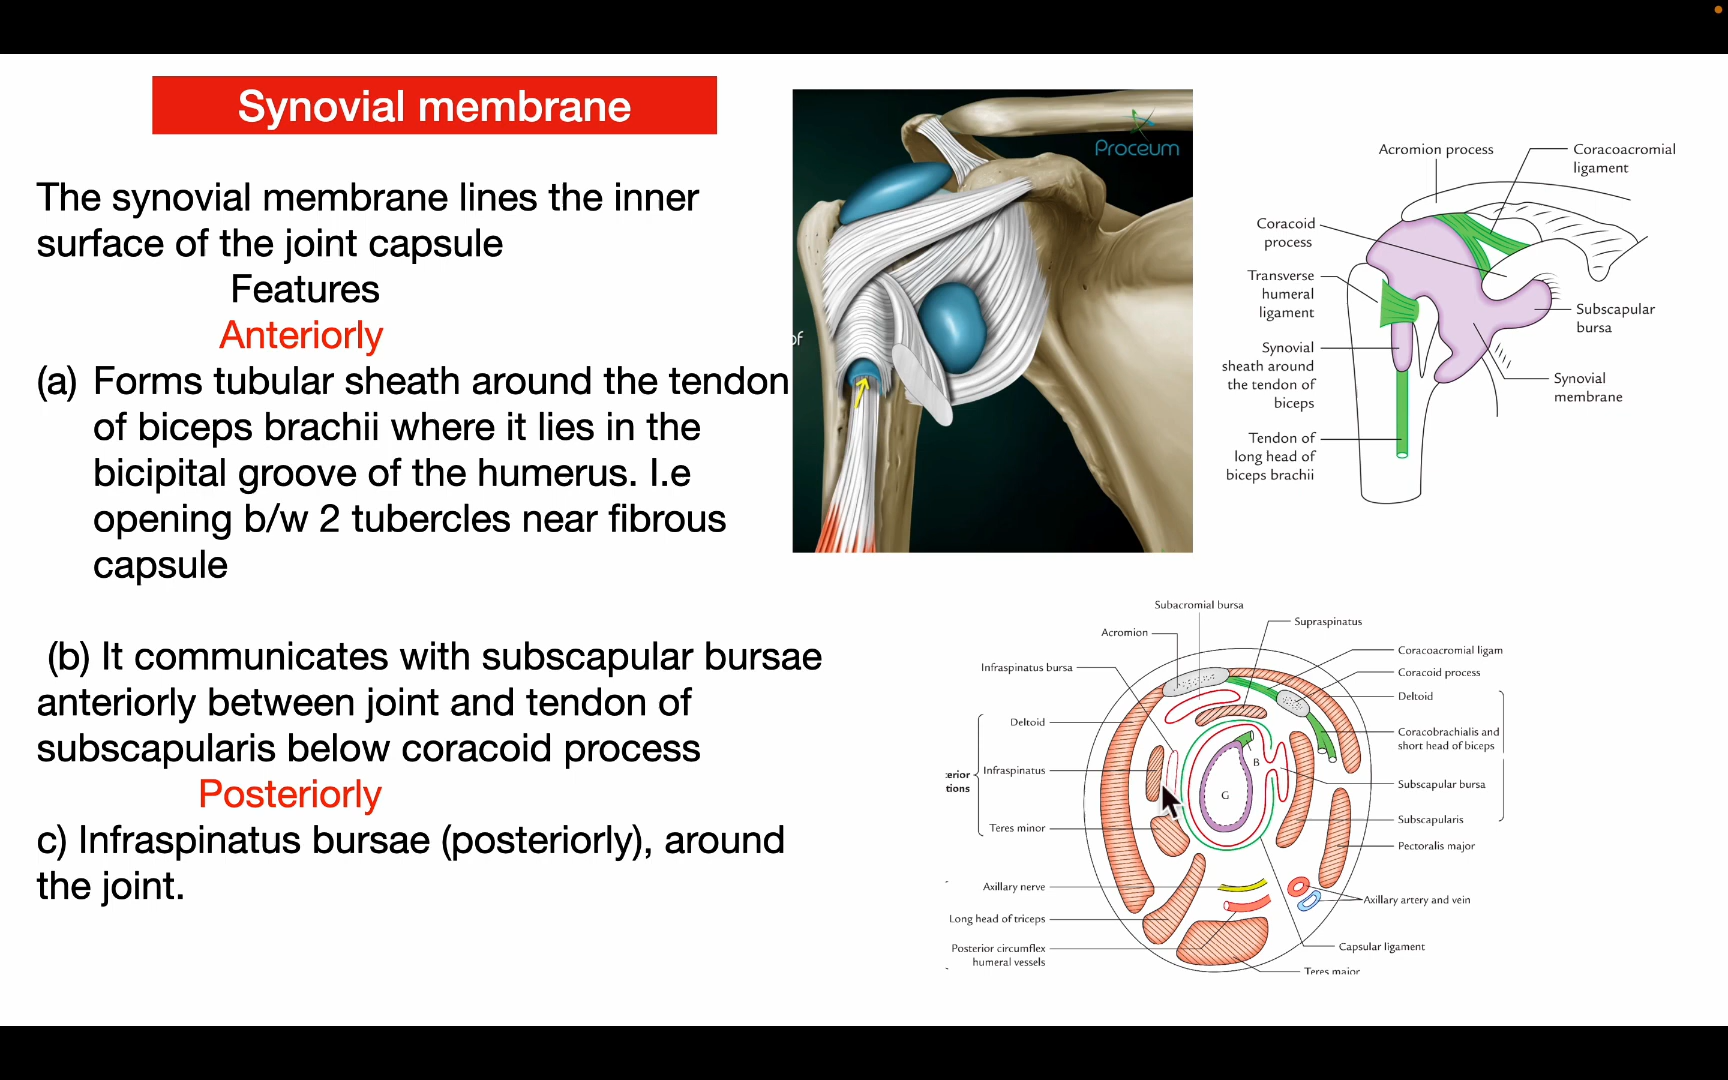 Synovial membrane
The synovial membrane lines the inner
surface of the joint capsule
Features
Anteriorly
(a) Forms tubular sheath around the tendon
of biceps brachii where it lies in the
bicipital groove of the humerus. I.e
opening b/w 2 tubercles near fibrous
capsule
(b) It communicates with subscapular bursae
anteriorly between joint and tendon of
subscapularis below coracoid process
Posteriorly
c) Infraspinatus bursae (posteriorly), around
the joint.
Proceum
of
Acromion process
Coracoacromial
ligament
Coracoid
process
Transverse
humeral
ligament
Subscapular
bursa
Synovial
sheath around
the tendon of
biceps
Synovial
membrane
Tendon of
long head of
biceps brachii
Subacromial bursa
Supraspinatus
Acromion
Coracoacromial ligam
Infraspinatus bursa
Coracoid process
Deltoid
Deltoid
Coracobrachialis and
short head of biceps
B
Infraspinatus
erior
tions
Subscapular bursa
G
Subscapularis
Teres minor
Pectoralis major
Axillary nerve
Axillary artery and vein
Long head of triceps
Posterior circumflex
humeral vessels
Capsular ligament
Teres major